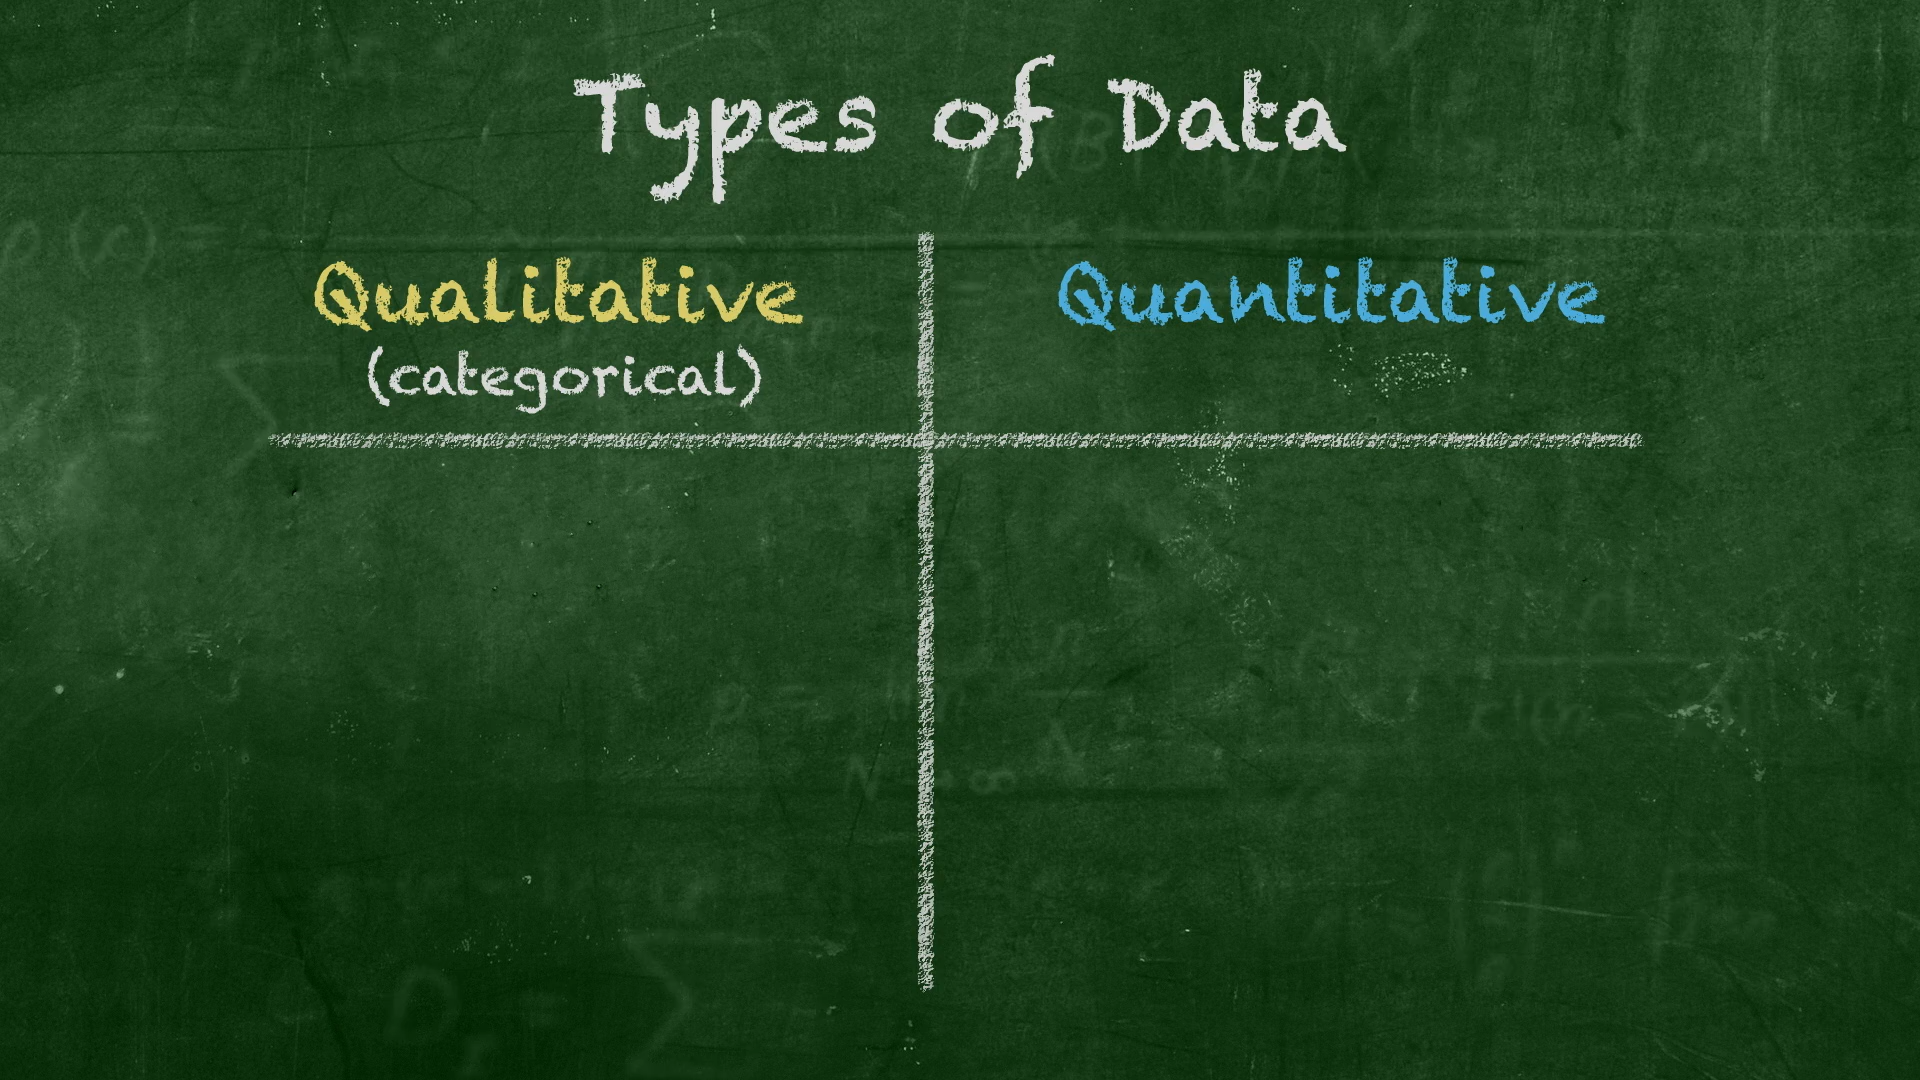 Types of Data
Qualitative
Quantitative
(categorical)